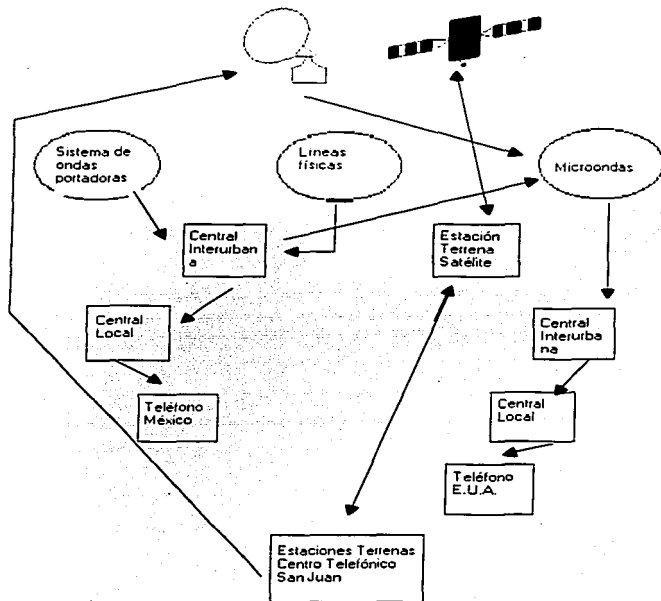 Sistema de
ondas
portadoras
Líneas
físicas
Microondas
Central
Interurban
a
Estación
Terrena
Satélite
Central
Local
Central
Interurba
na
Teléfono
México
Central
Local
Teléfono
E.U.A.
Estaciones Terrenas
Centro Telefónico
San Juan